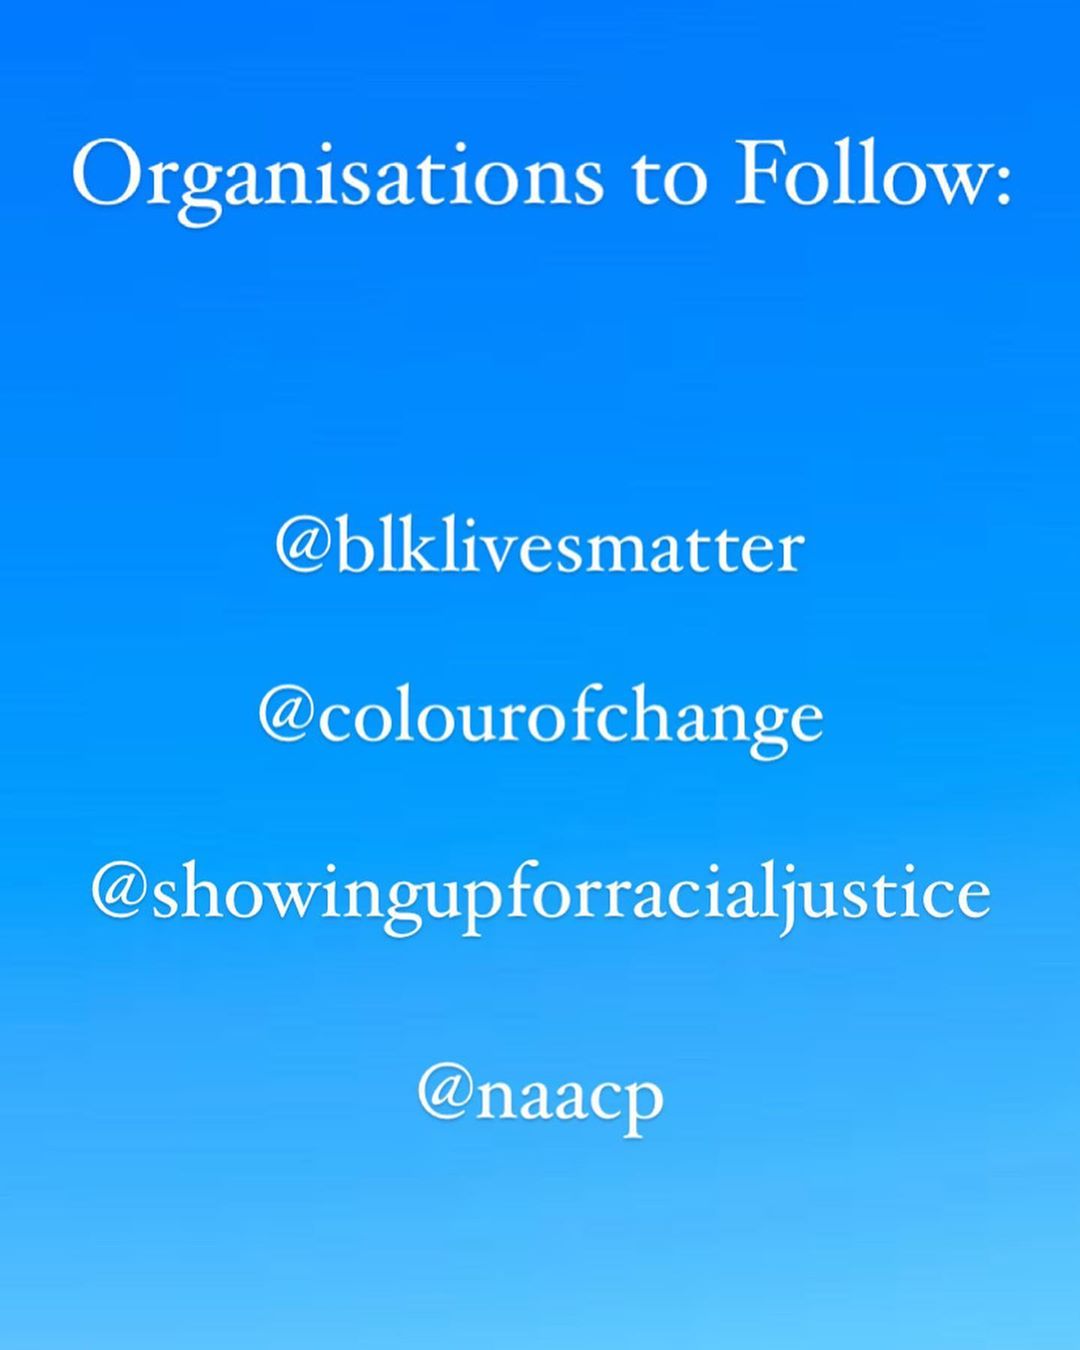 Organisations to Follow:
@blklivesmatter
@colourofchange
@showingupforracialjustice
@naacp